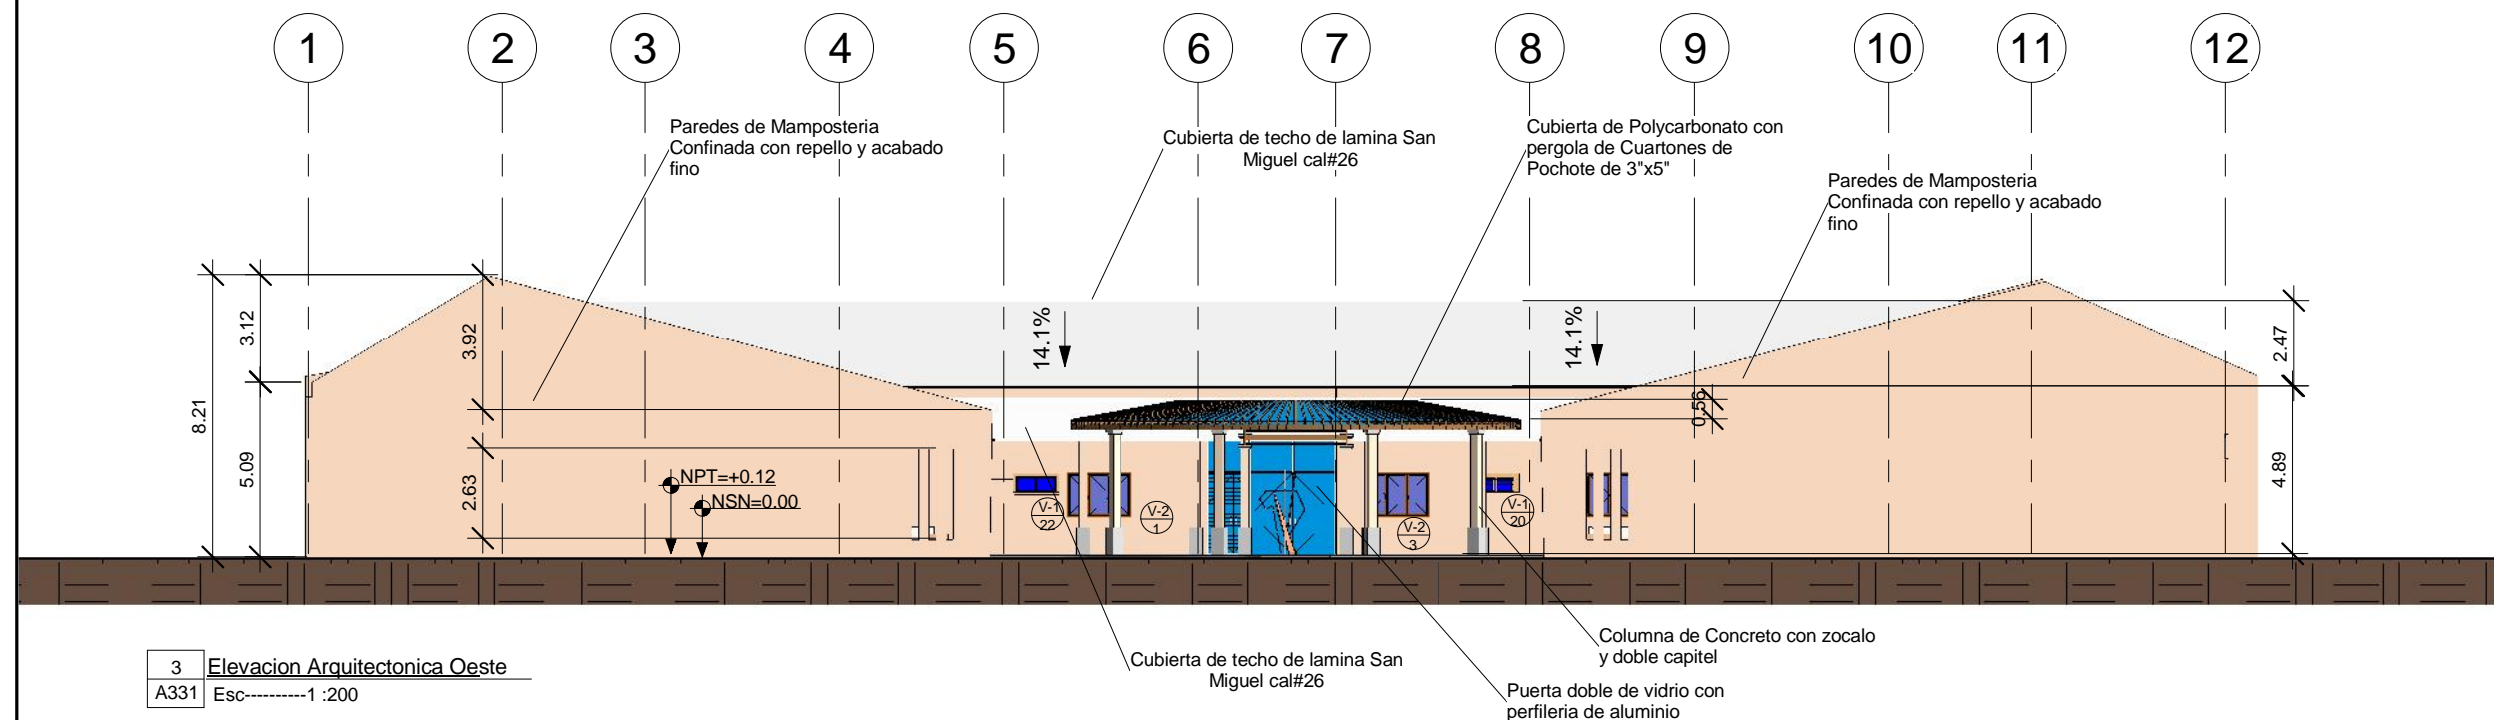 1 2 3 4 5 6 7 8 9 10 11 12
Paredes de Mamposteria
Confinada con repello y acabado
fino
Cubierta de techo de lamina San
Miguel cal#26
Cubierta de Polycarbonato con
pergola de Cuartones de
Pochote de 3"x5"
Paredes de Mamposteria
Confinada con repello y acabado
fino
8.21
3.12
5.09
3.92
2.63
14.1%
14.1%
0.56
2.47
4.89
NPT=+0.12
NSN=0.00
V-1
22
V-2
1
V-2
3
V-1
20
Columna de Concreto con zocalo
y doble capitel
Cubierta de techo de lamina San
Miguel cal#26
Puerta doble de vidrio con
perfileria de aluminio
3 Elevacion Arquitectonica Oeste
A331 Esc----------1 :200